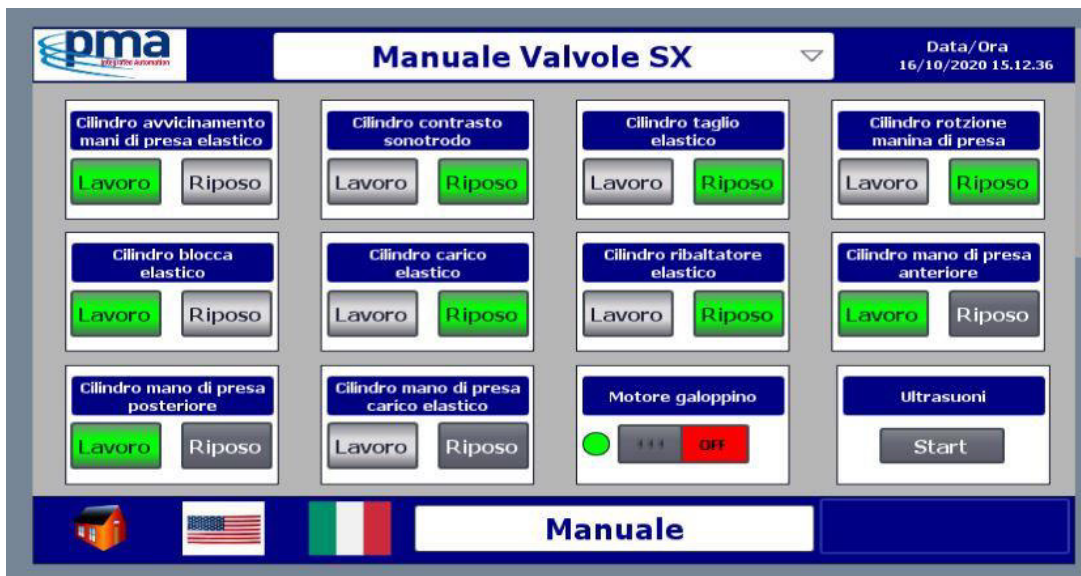 pma
Integrated Automation
Manuale Valvole SX
Data/Ora
16/10/2020 15.12.36
Cilindro avvicinamento
mani di presa elastico
Lavoro Riposo
Cilindro contrasto
sonotrodo
Lavoro Riposo
Cilindro taglio
elastico
Lavoro Riposo
Cilindro rotzione
manina di presa
Lavoro Riposo
Cilindro blocca
elastico
Lavoro Riposo
Cilindro carico
elastico
Lavoro Riposo
Cilindro ribaltatore
elastico
Lavoro Riposo
Cilindro mano di presa
anteriore
Lavoro Riposo
Cilindro mano di presa
posteriore
Lavoro Riposo
Cilindro mano di presa
carico elastico
Lavoro Riposo
Motore galoppino
OFF
Ultrasuoni
Start
Manuale